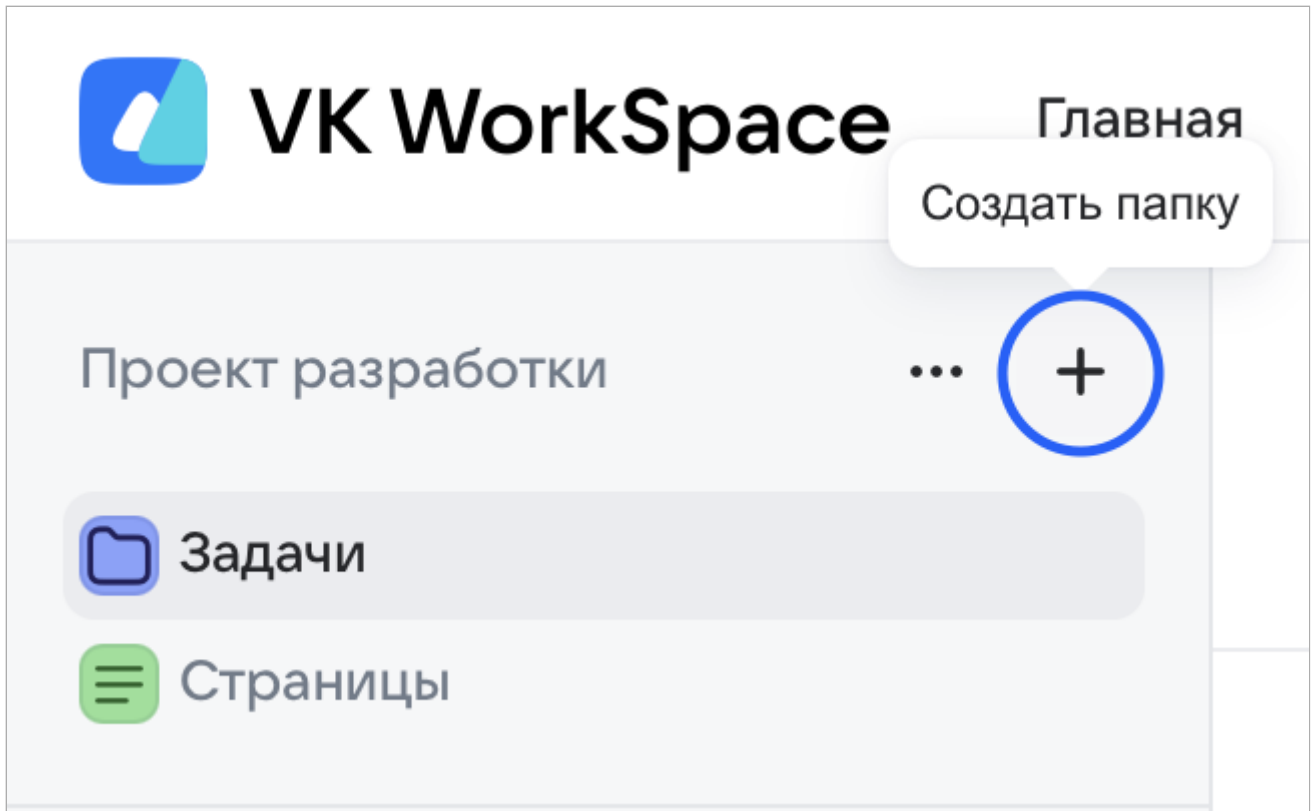 VK WorkSpace
Главная
Создать папку
Проект разработки
Задачи
Страницы